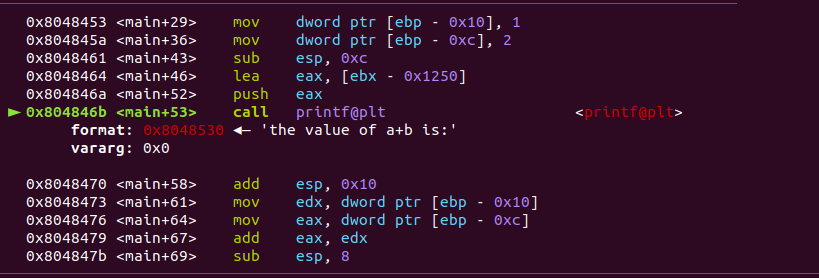 0x8048453 <main+29> mov dword ptr [ebp - 0x10], 1
0x804845a <main+36> mov dword ptr [ebp - 0xc], 2
0x8048461 <main+43> sub esp, 0xc
0x8048464 <main+46> lea eax, [ebx - 0x1250]
0x804846a <main+52> push eax
► 0x804846b <main+53> call printf@plt <printf@plt>
format: 0x8048530 ◂— 'the value of a+b is:'
vararg: 0x0
0x8048470 <main+58> add esp, 0x10
0x8048473 <main+61> mov edx, dword ptr [ebp - 0x10]
0x8048476 <main+64> mov eax, dword ptr [ebp - 0xc]
0x8048479 <main+67> add eax, edx
0x804847b <main+69> sub esp, 8